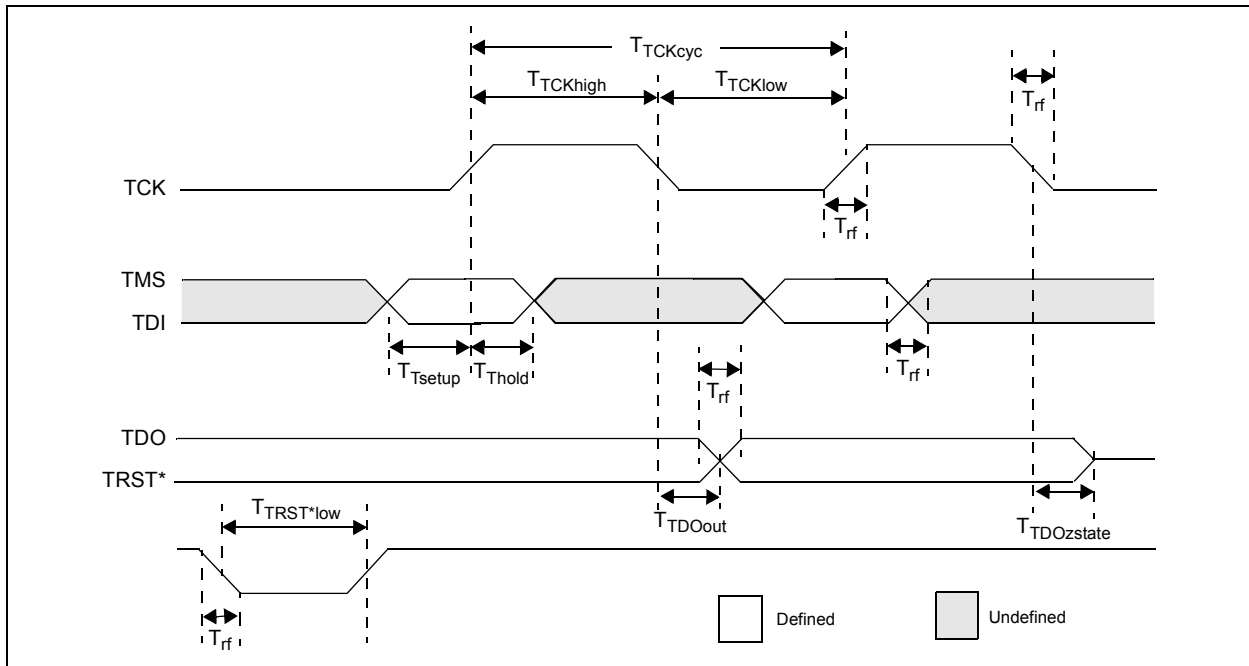 TTCKcyc
TTCKhigh
TTCKlow
Trf
TCK
Trf
TMS
TDI
TTsetup
TThold
Trf
Trf
TDO
TRST*
TTRST*low
TTDOout
TTDOzstate
Trf
Defined
Undefined